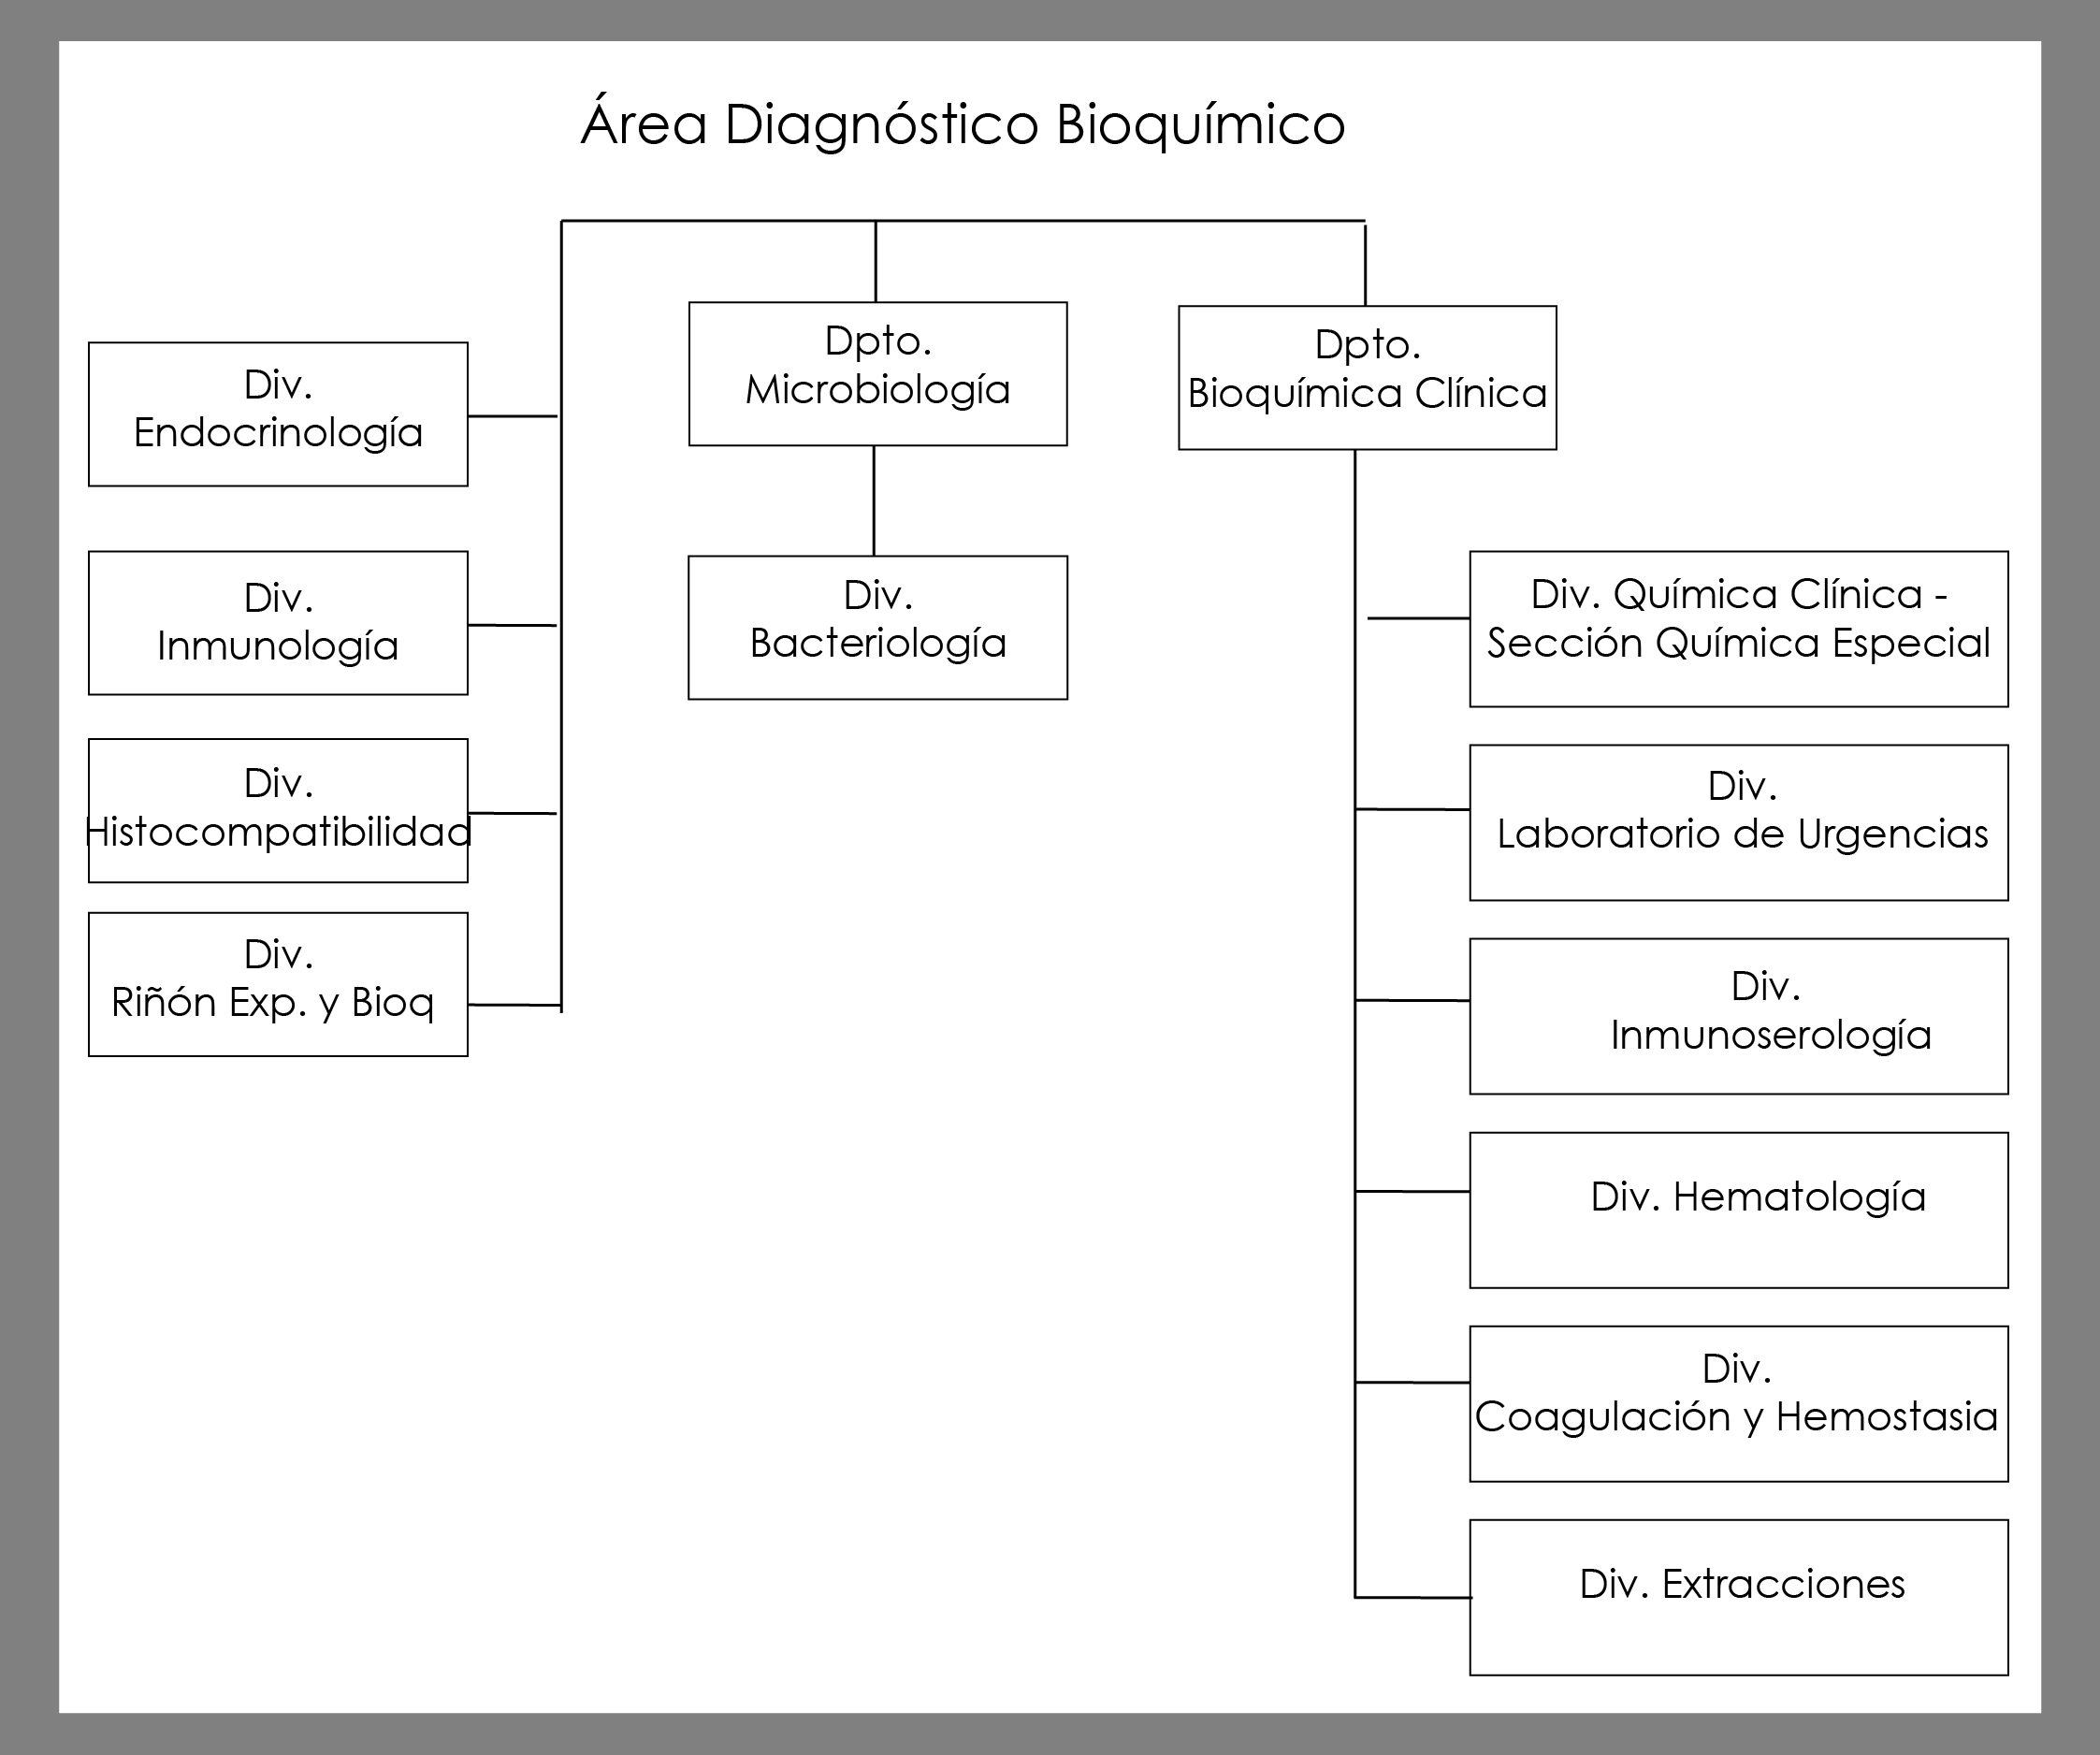 Área Diagnóstico Bioquímico
Div.
Endocrinología
Div.
Inmunología
Div.
Histocompatibilidad
Div.
Riñón Exp. y Bioq
Dpto.
Microbiología
Div.
Bacteriología
Dpto.
Bioquímica Clínica
Div. Química Clínica -
Sección Química Especial
Div.
Laboratorio de Urgencias
Div.
Inmunoserología
Div. Hematología
Div.
Coagulación y Hemostasia
Div. Extracciones